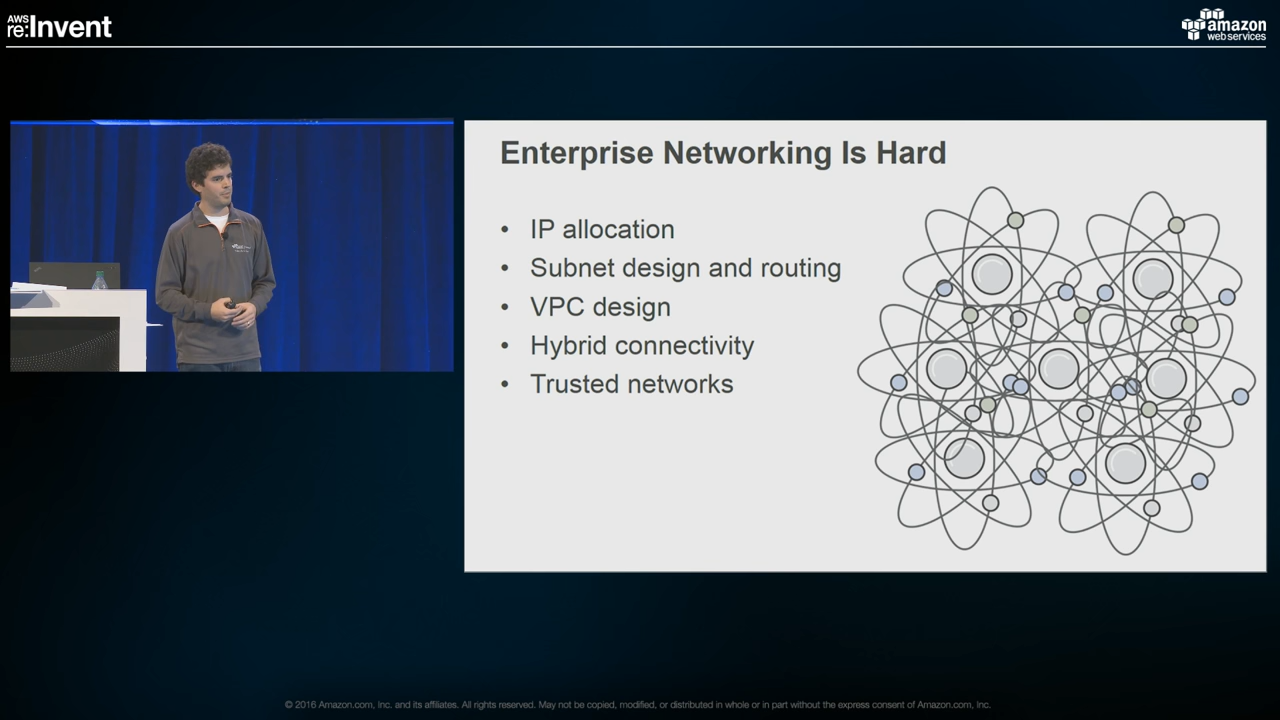 AWS
re:Invent
amazon
web services
Enterprise Networking Is Hard
• IP allocation
• Subnet design and routing
• VPC design
• Hybrid connectivity
• Trusted networks
© 2016 Amazon.com, Inc. and its affiliates. All rights reserved. May not be copied, modified, or distributed in whole or in part without the express consent of Amazon.com, Inc.